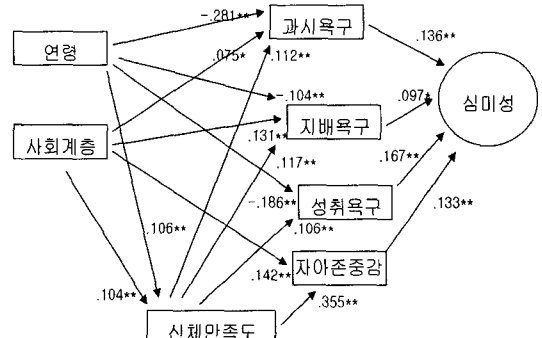 -.281**
과시욕구
.136**
연령
.075*
.112**
-.104**
.097*
심미성
지배욕구
사회계층
.131**
.117**
.167**
-.186**
성취욕구
.133**
.106**
.106**
자아존중감
.142**
.104**
.355**
신체만족도